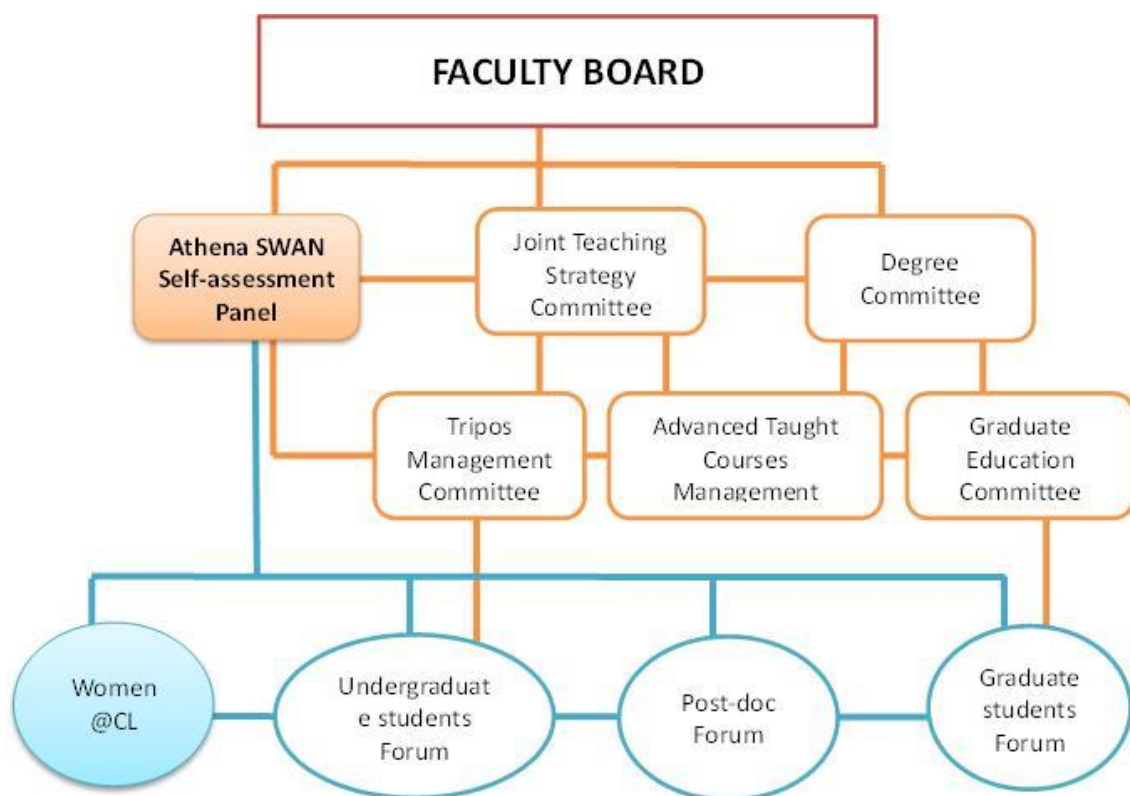 FACULTY BOARD
Athena SWAN
Self-assessment
Panel
Joint Teaching
Strategy
Committee
Degree
Committee
Tripos
Management
Committee
Advanced Taught
Courses
Management
Graduate
Education
Committee
Women
@CL
Undergraduat
e students
Forum
Post-doc
Forum
Graduate
students
Forum